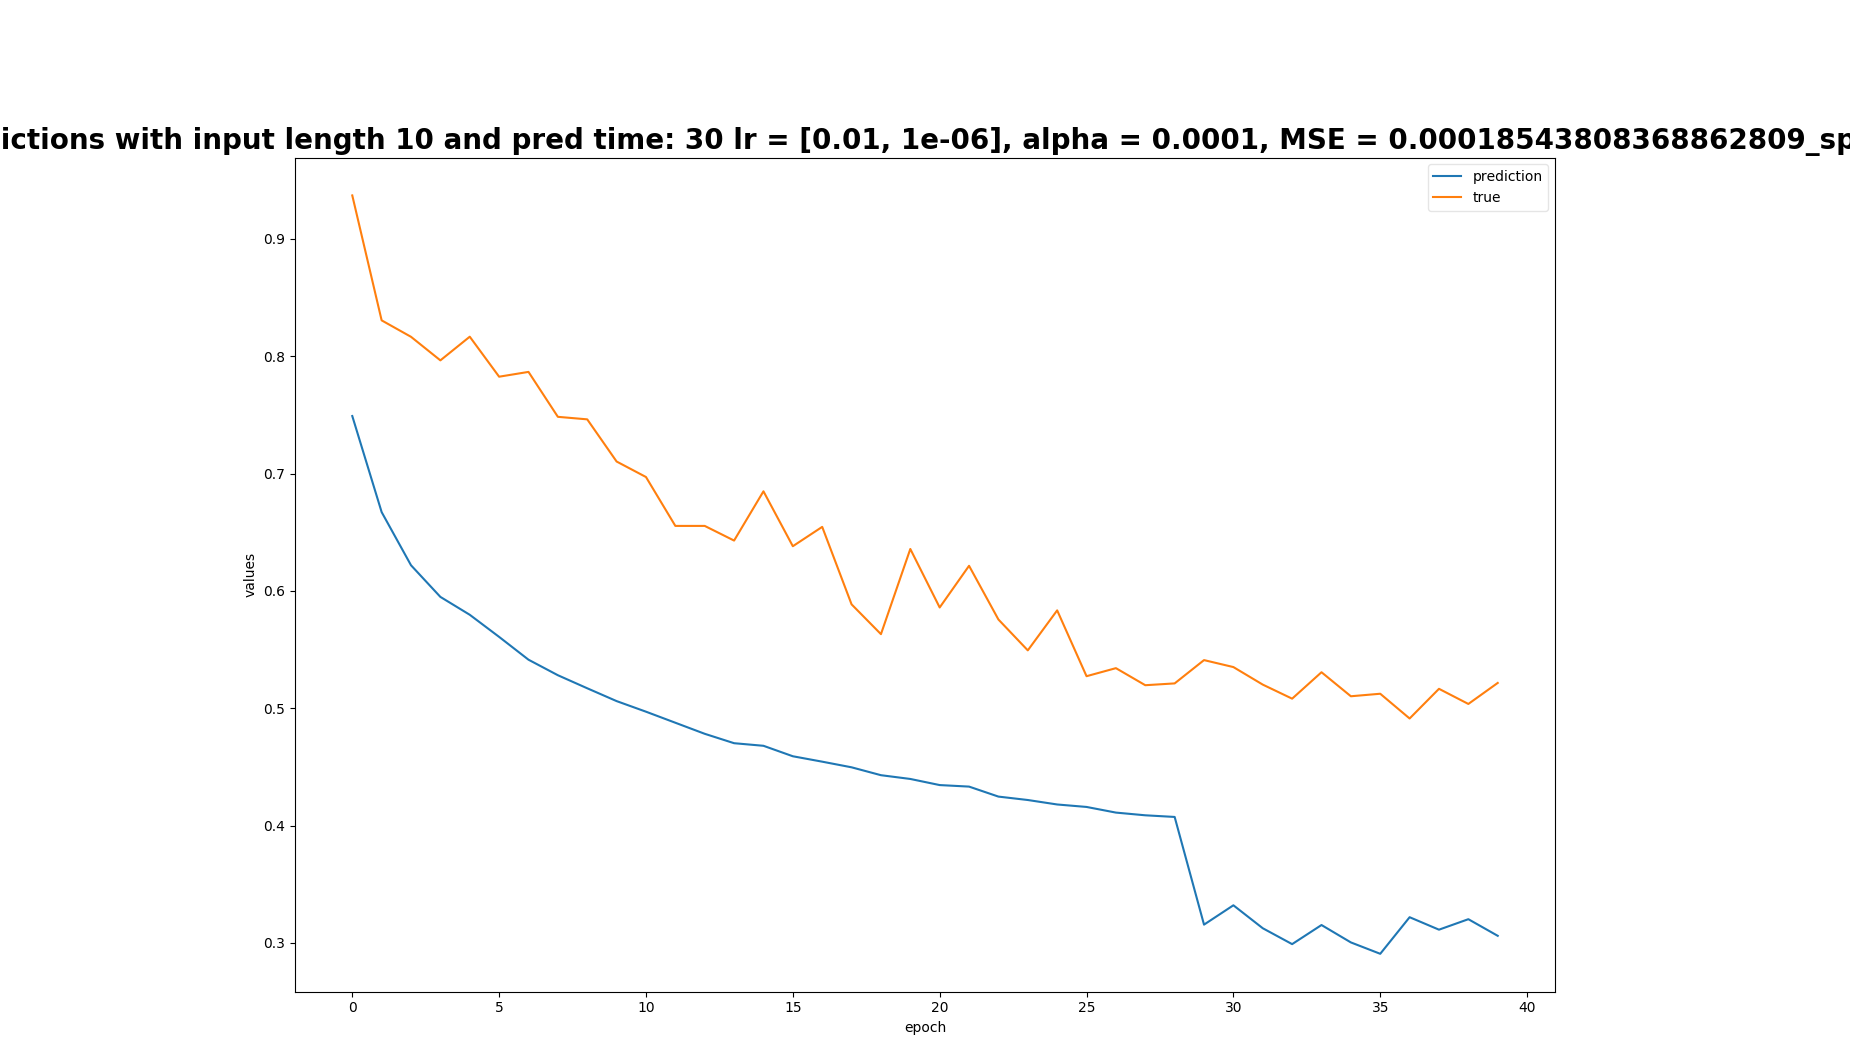 ictions with input length 10 and pred time: 30 lr = [0.01, 1e-06], alpha = 0.0001, MSE = 0.00018543808368862809_sp
prediction
true
values
0.9
0.8
0.7
0.6
0.5
0.4
0.3
0 5 10 15 20 25 30 35 40
epoch